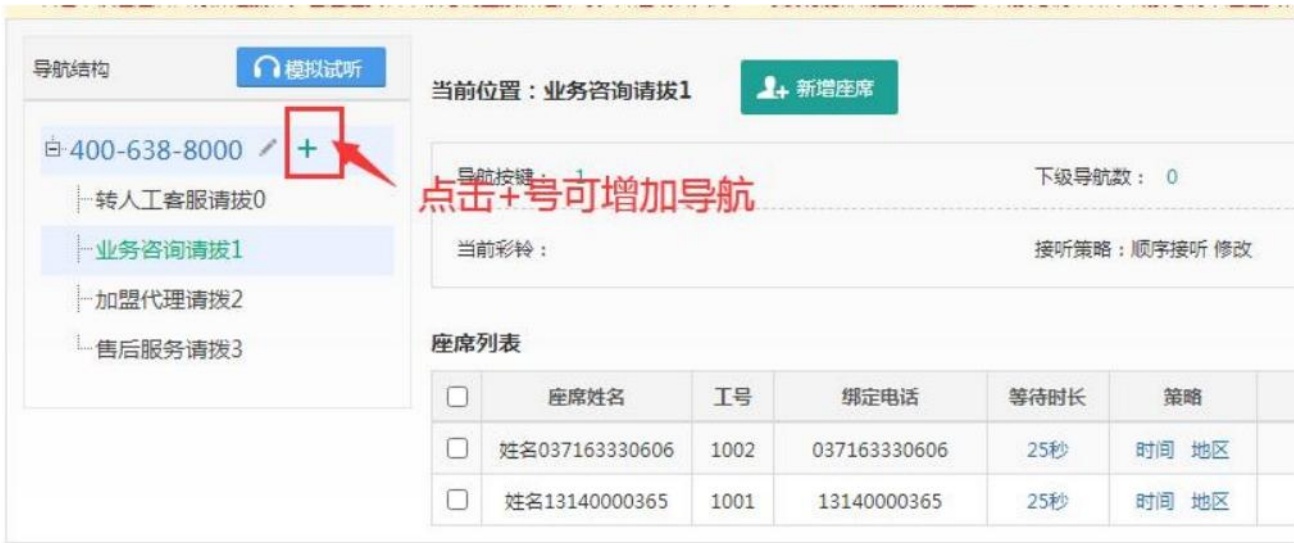 导航结构
模拟试听
400-638-8000
转人工客服请拔0
业务咨询请拔1
加盟代理请拨2
售后服务请拨3
当前位置：业务咨询请拔1
新增座席
导航按键： 1
下级导航数： 0
点击+号可增加导航
当前彩铃：
接听策略：顺序接听 修改
座席列表
座席姓名 工号 绑定电话 等待时长 策略
姓名037163330606 1002 037163330606 25秒 时间 地区
姓名13140000365 1001 13140000365 25秒 时间 地区